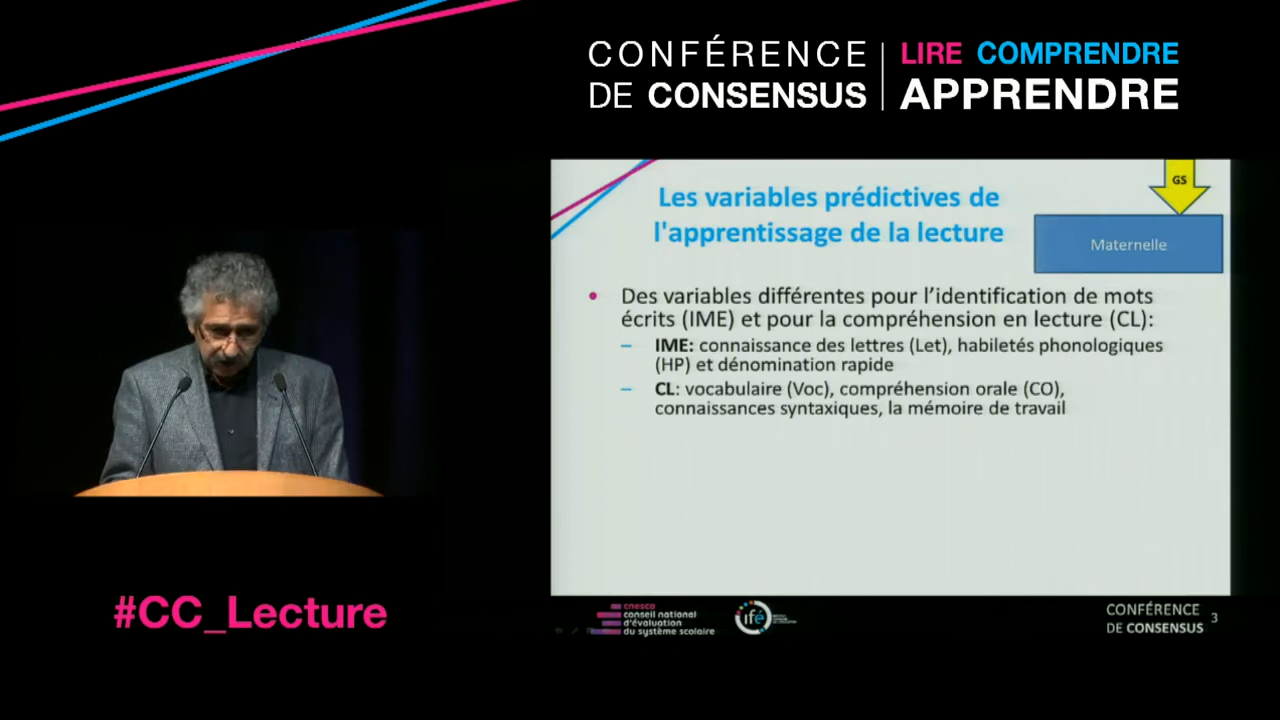 CONFÉRENCE
DE CONSENSUS
LIRE COMPRENDRE
APPRENDRE
GS
Les variables prédictives de
l'apprentissage de la lecture
Maternelle
• Des variables différentes pour l'identification de mots
écrits (IME) et pour la compréhension en lecture (CL):
– IME: connaissance des lettres (Let), habiletés phonologiques
(HP) et dénomination rapide
– CL: vocabulaire (Voc), compréhension orale (CO),
connaissances syntaxiques, la mémoire de travail
#CC_Lecture
cnesco
conseil national
d'évaluation
du système scolaire
ifé
CONFÉRENCE
DE CONSENSUS
3